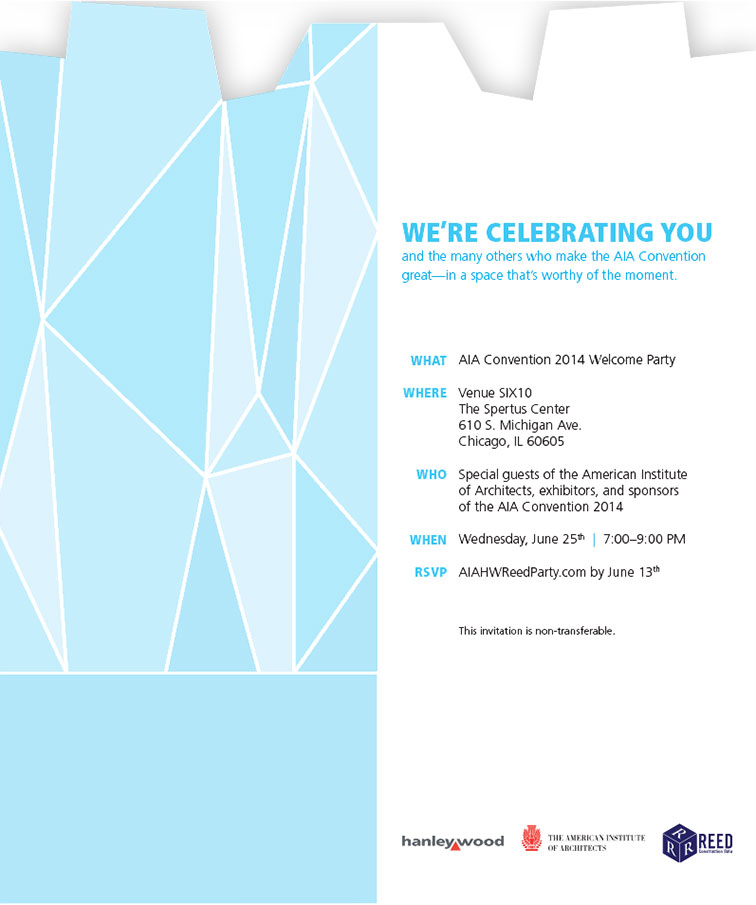 WE'RE CELEBRATING YOU
and the many others who make the AIA Convention
great—in a space that's worthy of the moment.
WHAT AIA Convention 2014 Welcome Party
WHERE Venue SIX10
The Spertus Center
610 S. Michigan Ave.
Chicago, IL 60605
WHO Special guests of the American Institute
of Architects, exhibitors, and sponsors
of the AIA Convention 2014
WHEN Wednesday, June 25th | 7:00–9:00 PM
RSVP AIAHWReedParty.com by June 13th
This invitation is non-transferable.
hanleywood
THE AMERICAN INSTITUTE
OF ARCHITECTS
R R R REED
Construction Data